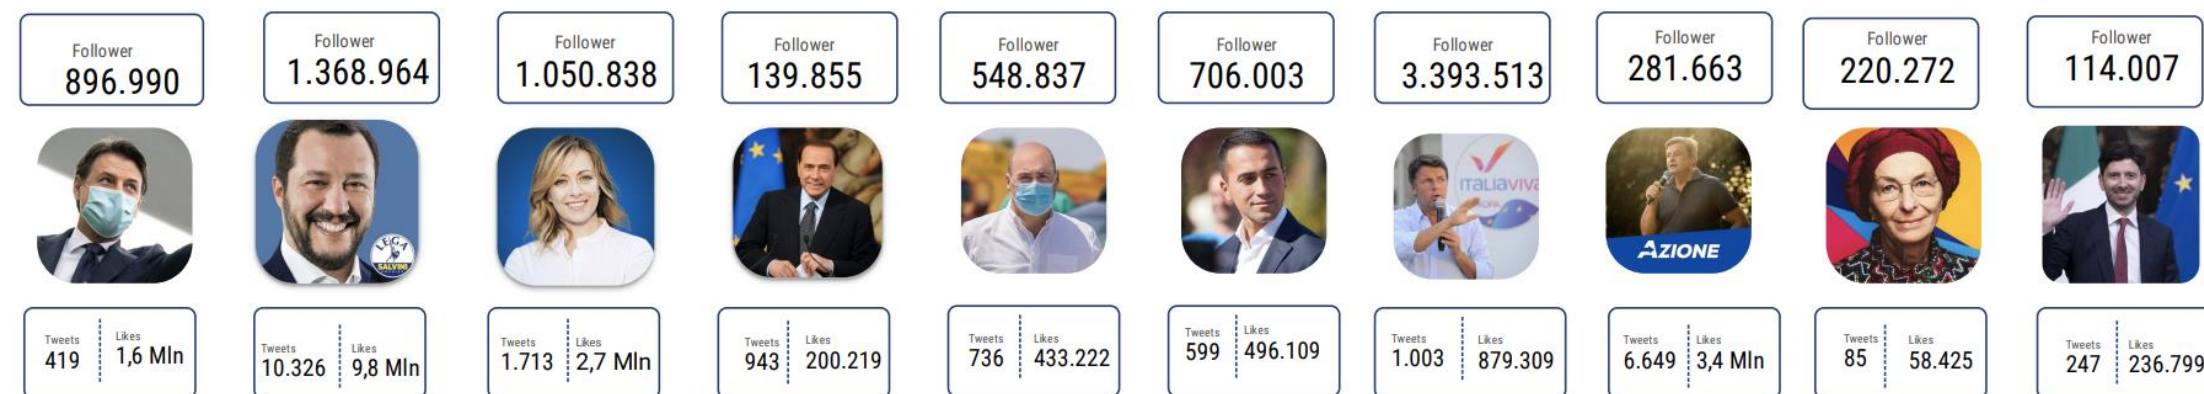 Follower
896.990
Follower
1.368.964
Follower
1.050.838
Follower
139.855
Follower
548.837
Follower
706.003
Follower
3.393.513
Follower
281.663
Follower
220.272
Follower
114.007
LEGA
SALVINI
ITALIAVIVA
AZIONE
Tweets Likes
419 1,6 Mln
Tweets Likes
10.326 9,8 Mln
Tweets Likes
1.713 2,7 Mln
Tweets Likes
943 200.219
Tweets Likes
736 433.222
Tweets Likes
599 496.109
Tweets Likes
1.003 879.309
Tweets Likes
6.649 3,4 Mln
Tweets Likes
85 58.425
Tweets Likes
247 236.799